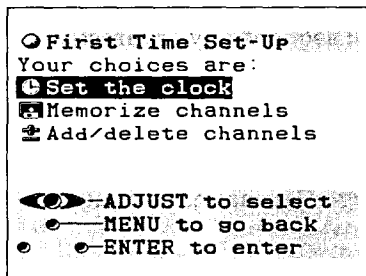 First Time Set-Up
Your choices are:
Set the clock
Memorize channels
Add/delete channels
ADJUST to select
MENU to go back
ENTER to enter